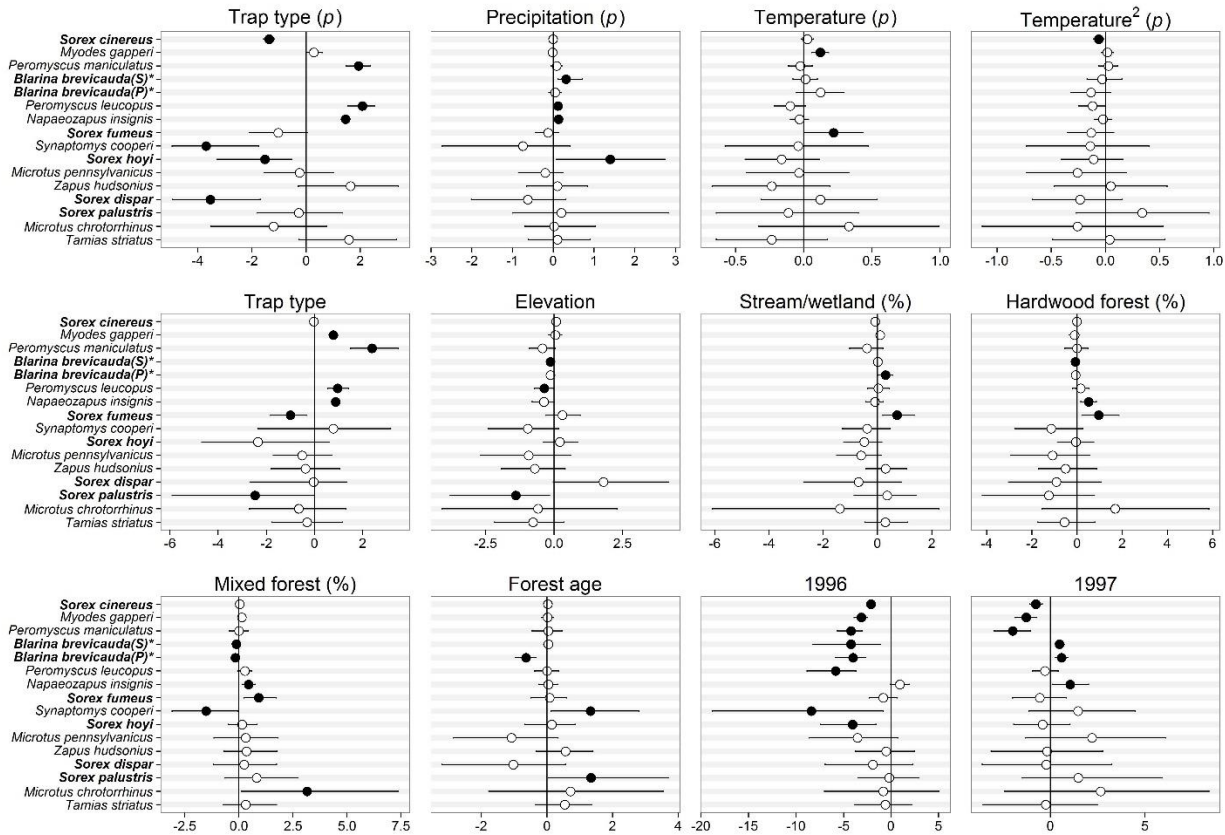 Trap type (p) Precipitation (p) Temperature (p) Temperature² (p)
Sorex cinereus
Myodes gapperi
Peromyscus maniculatus
Blarina brevicauda(S)*
Blarina brevicauda(P)*
Peromyscus leucopus
Napaeozapus insignis
Sorex fumeus
Synaptomys cooperi
Sorex hoyi
Microtus pennsylvanicus
Zapus hudsonius
Sorex dispar
Sorex palustris
Microtus chrotorrhinus
Tamias striatus
-4 -2 0 2 4 -3 -2 -1 0 1 2 3 -0.5 0.0 0.5 1.0 -1.0 -0.5 0.0 0.5 1.0
Trap type Elevation Stream/wetland (%) Hardwood forest (%)
Sorex cinereus
Myodes gapperi
Peromyscus maniculatus
Blarina brevicauda(S)*
Blarina brevicauda(P)*
Peromyscus leucopus
Napaeozapus insignis
Sorex fumeus
Synaptomys cooperi
Sorex hoyi
Microtus pennsylvanicus
Zapus hudsonius
Sorex dispar
Sorex palustris
Microtus chrotorrhinus
Tamias striatus
-6 -4 -2 0 2 -2.5 0.0 2.5 -6 -4 -2 0 2 -4 -2 0 2 4 6
Mixed forest (%) Forest age 1996 1997
Sorex cinereus
Myodes gapperi
Peromyscus maniculatus
Blarina brevicauda(S)*
Blarina brevicauda(P)*
Peromyscus leucopus
Napaeozapus insignis
Sorex fumeus
Synaptomys cooperi
Sorex hoyi
Microtus pennsylvanicus
Zapus hudsonius
Sorex dispar
Sorex palustris
Microtus chrotorrhinus
Tamias striatus
-2.5 0.0 2.5 5.0 7.5 -2 0 2 4 -20 -15 -10 -5 0 5 0 5